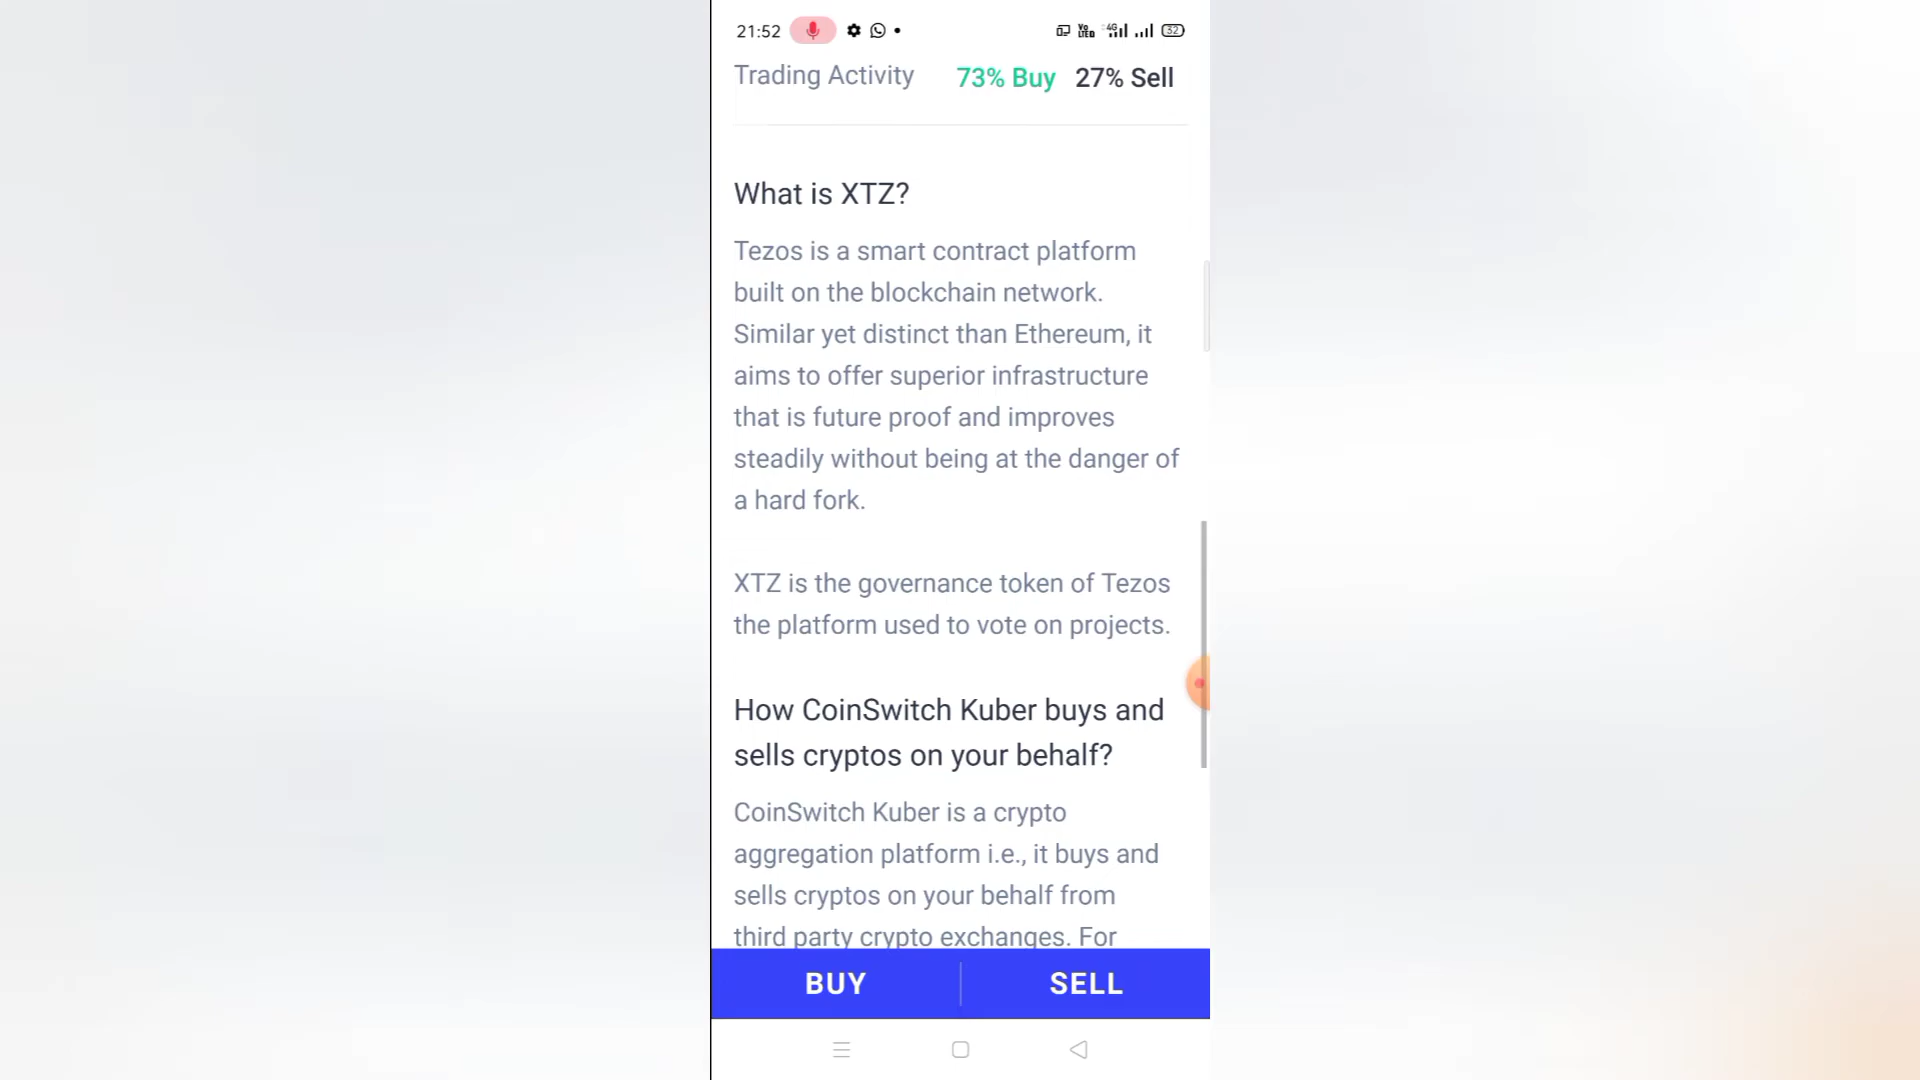 21:52 4G 32
Trading Activity 73% Buy 27% Sell
What is XTZ?
Tezos is a smart contract platform
built on the blockchain network.
Similar yet distinct than Ethereum, it
aims to offer superior infrastructure
that is future proof and improves
steadily without being at the danger of
a hard fork.
XTZ is the governance token of Tezos
the platform used to vote on projects.
How CoinSwitch Kuber buys and
sells cryptos on your behalf?
CoinSwitch Kuber is a crypto
aggregation platform i.e., it buys and
sells cryptos on your behalf from
third party crypto exchanges. For
BUY SELL